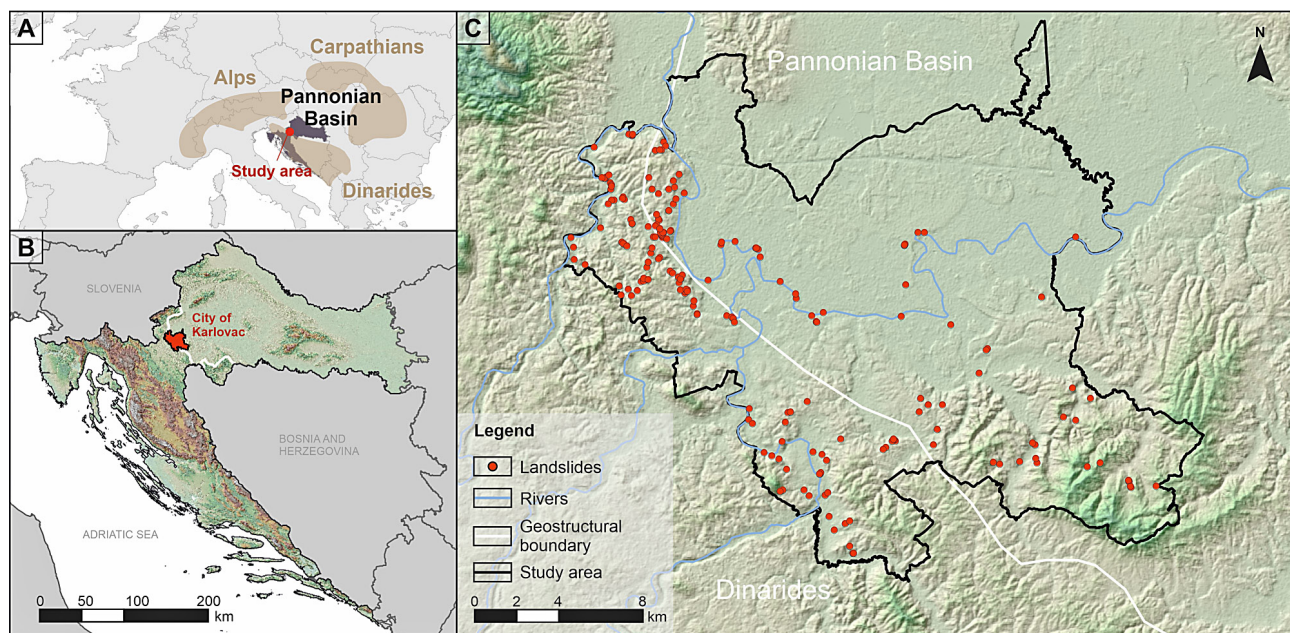 A
Carpathians
Alps
Pannonian
Basin
Study area
Dinarides
B
SLOVENIA
City of
Karlovac
BOSNIA AND
HERZEGOVINA
ADRIATIC SEA
0 50 100 200
km
C
Pannonian Basin
N
Legend
Landslides
Rivers
Geostructural
boundary
Study area
Dinarides
0 2 4 8
km